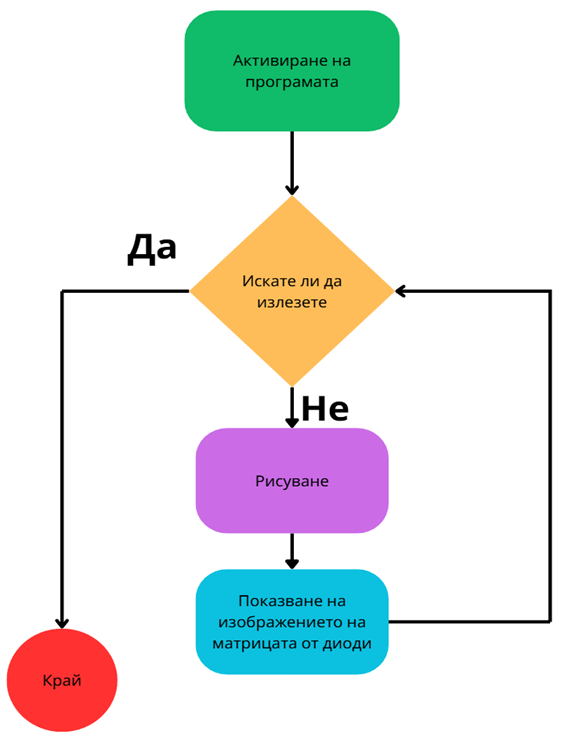 Активиране на
програмата
Да
Искате ли да
излезете
Не
Рисуване
Показване на
изображението на
матрицата от диоди
Край